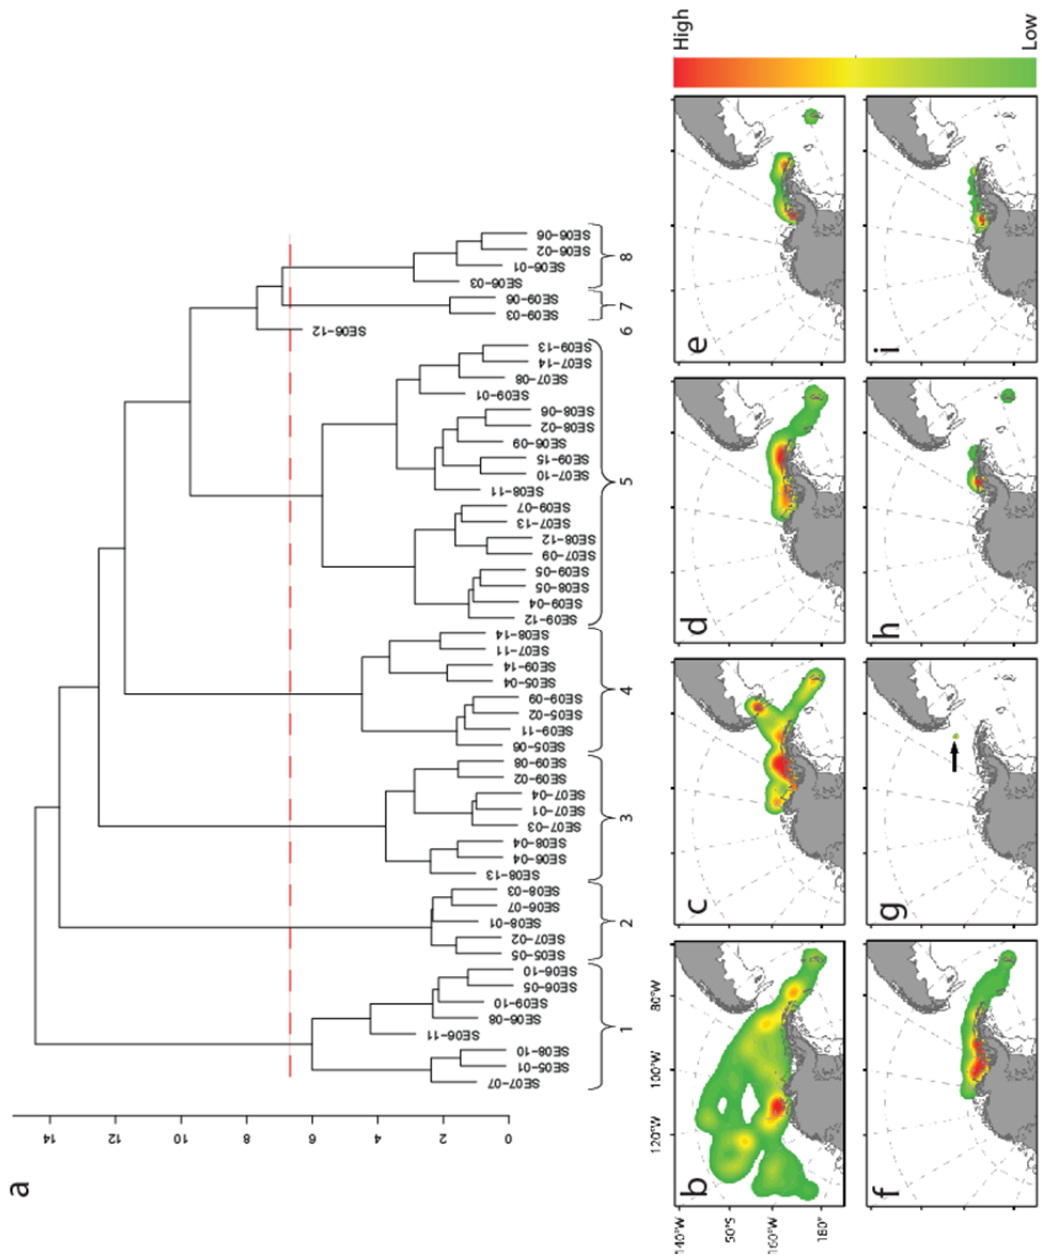 a
14
12
10
8
6
4
2
0
SE07-07
SE05-01
SE08-10
SE06-11
SE06-08
SE09-10
SE06-05
SE06-10
SE05-05
SE07-02
SE08-01
SE06-07
SE08-03
SE08-13
SE06-04
SE08-04
SE07-03
SE07-01
SE07-04
SE09-02
SE09-08
SE05-06
SE09-11
SE05-02
SE09-09
SE05-04
SE09-14
SE07-11
SE08-14
SE09-12
SE09-04
SE08-05
SE09-05
SE07-09
SE08-12
SE07-13
SE09-07
SE08-11
SE07-10
SE09-15
SE06-09
SE08-02
SE08-06
SE09-01
SE07-08
SE07-14
SE09-13
SE06-12
SE09-03
SE09-06
SE06-03
SE06-01
SE06-02
SE06-06
1
2
3
4
5
6
7
8
b
120°W
100°W
80°W
140°W
50°S
160°W
180°
c
d
e
f
g
h
i
High
Low